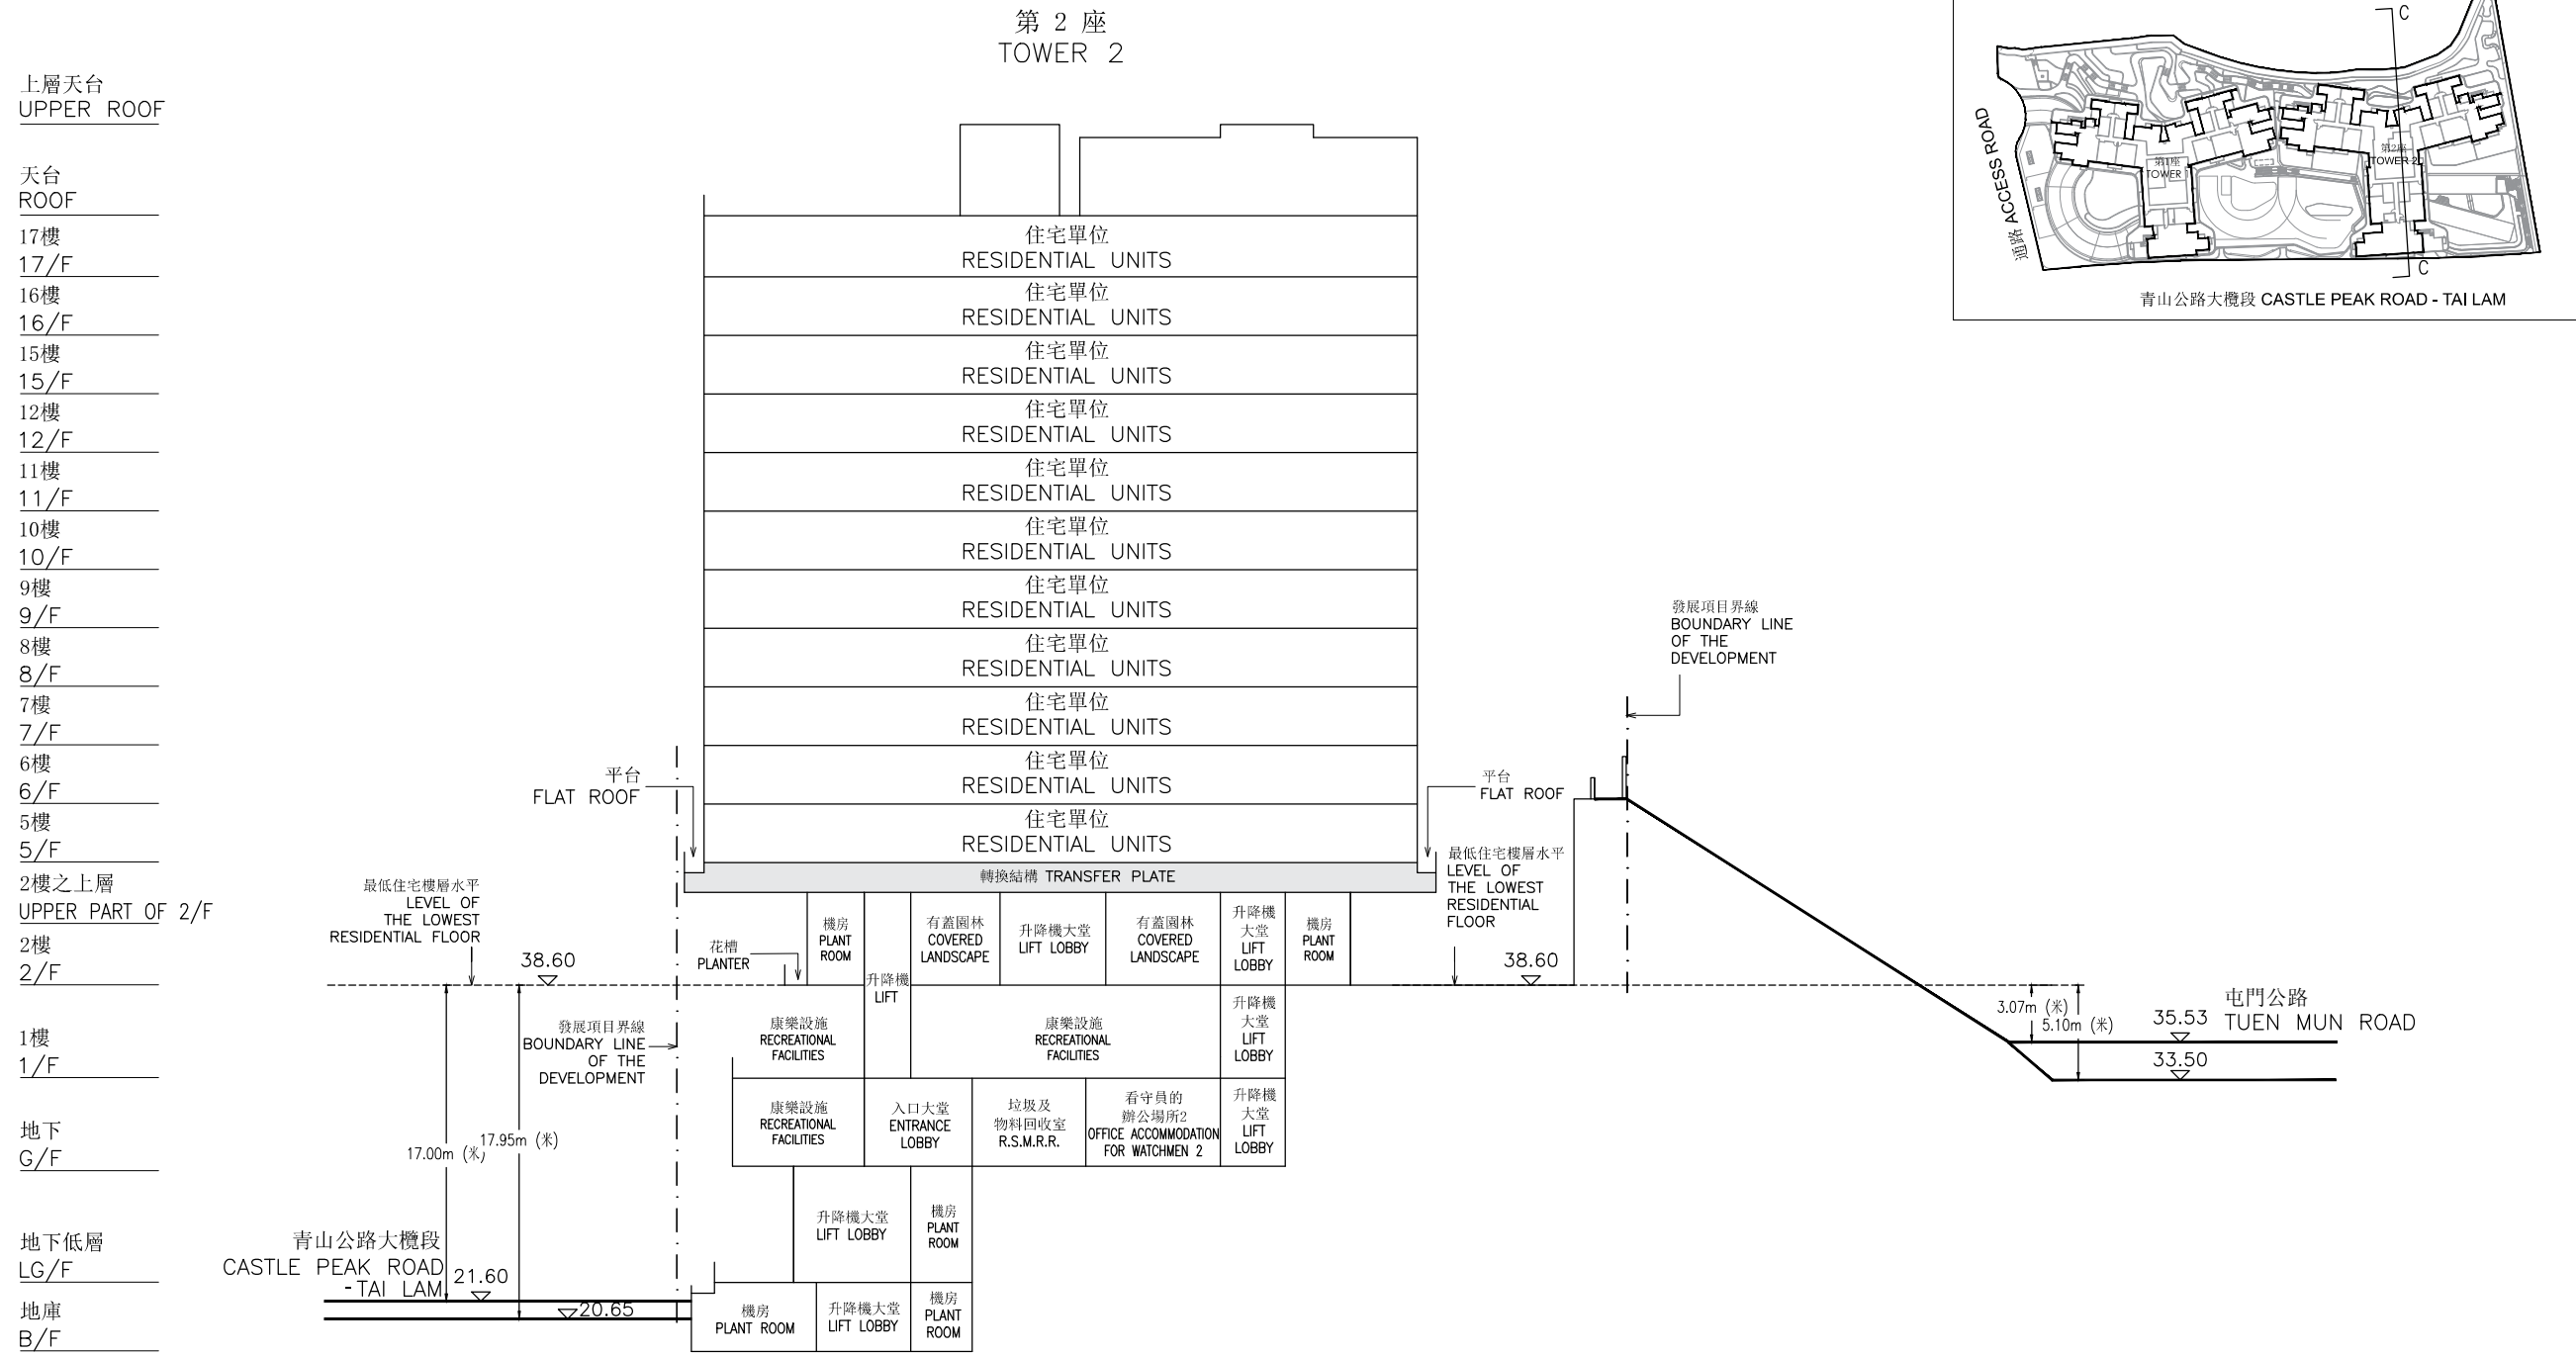 第 2 座
TOWER 2
上層天台
UPPER ROOF
天台
ROOF
17樓
17/F
16樓
16/F
15樓
15/F
12樓
12/F
11樓
11/F
10樓
10/F
9樓
9/F
8樓
8/F
7樓
7/F
6樓
6/F
5樓
5/F
2樓之上層
UPPER PART OF 2/F
2樓
2/F
1樓
1/F
地下
G/F
地下低層
LG/F
地庫
B/F
住宅單位
RESIDENTIAL UNITS
住宅單位
RESIDENTIAL UNITS
住宅單位
RESIDENTIAL UNITS
住宅單位
RESIDENTIAL UNITS
住宅單位
RESIDENTIAL UNITS
住宅單位
RESIDENTIAL UNITS
住宅單位
RESIDENTIAL UNITS
住宅單位
RESIDENTIAL UNITS
住宅單位
RESIDENTIAL UNITS
住宅單位
RESIDENTIAL UNITS
住宅單位
RESIDENTIAL UNITS
轉換結構 TRANSFER PLATE
平台
FLAT ROOF
平台
FLAT ROOF
最低住宅樓層水平
LEVEL OF
THE LOWEST
RESIDENTIAL FLOOR
38.60
花槽
PLANTER
機房
PLANT
ROOM
升降機
LIFT
有蓋園林
COVERED
LANDSCAPE
升降機大堂
LIFT LOBBY
有蓋園林
COVERED
LANDSCAPE
升降機
大堂
LIFT
LOBBY
機房
PLANT
ROOM
最低住宅樓層水平
LEVEL OF
THE LOWEST
RESIDENTIAL
FLOOR
38.60
發展項目界線
BOUNDARY LINE
OF THE
DEVELOPMENT
發展項目界線
BOUNDARY LINE
OF THE
DEVELOPMENT
康樂設施
RECREATIONAL
FACILITIES
康樂設施
RECREATIONAL
FACILITIES
升降機
大堂
LIFT
LOBBY
康樂設施
RECREATIONAL
FACILITIES
入口大堂
ENTRANCE
LOBBY
垃圾及
物料回收室
R.S.M.R.R.
看守員的
辦公場所2
OFFICE ACCOMMODATION
FOR WATCHMEN 2
升降機
大堂
LIFT
LOBBY
17.00m (米)
17.95m (米)
升降機大堂
LIFT LOBBY
機房
PLANT
ROOM
青山公路大欖段
CASTLE PEAK ROAD
-TAI LAM
21.60
20.65
機房
PLANT ROOM
升降機大堂
LIFT LOBBY
機房
PLANT
ROOM
3.07m (米)
5.10m (米)
35.53
33.50
屯門公路
TUEN MUN ROAD
C
通路 ACCESS ROAD
第1座
TOWER 1
第2座
TOWER 2
C
青山公路大欖段 CASTLE PEAK ROAD - TAI LAM